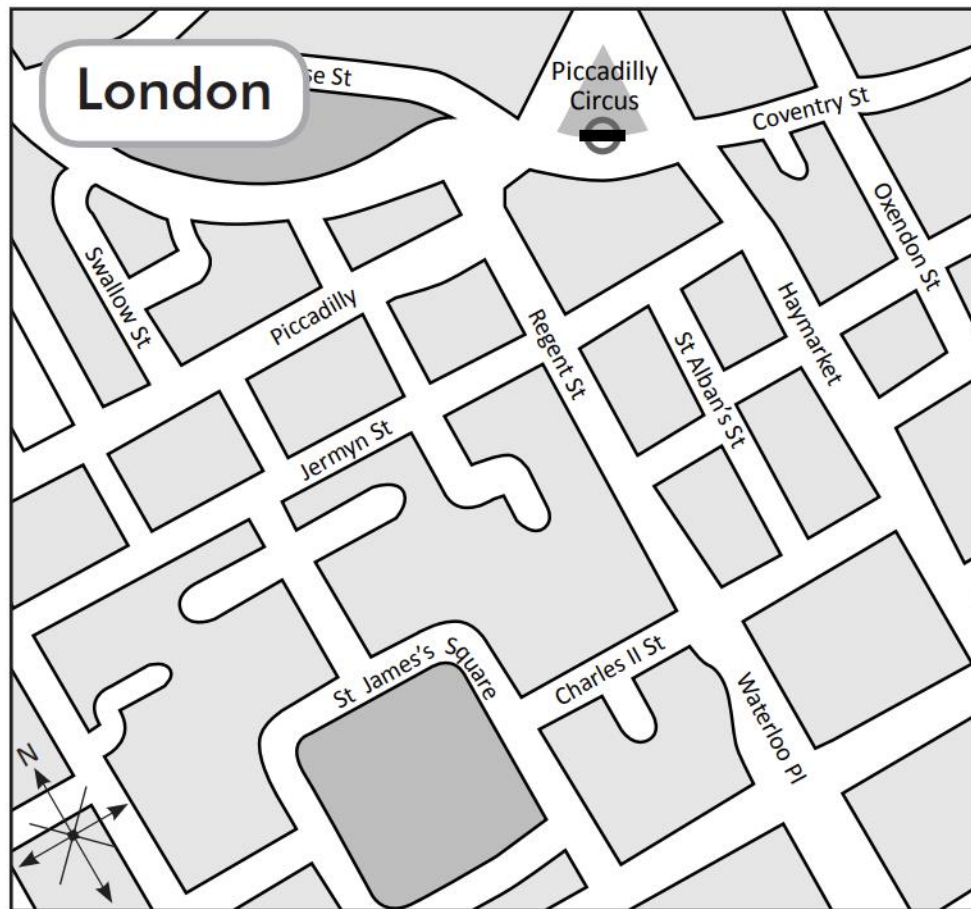 London
se St
Piccadilly
Circus
Coventry St
Swallow St
Oxendon St
Piccadilly
Haymarket
Regent St
St Alban's St
Jermyn St
St James's Square
Charles II St
Waterloo Pl
N